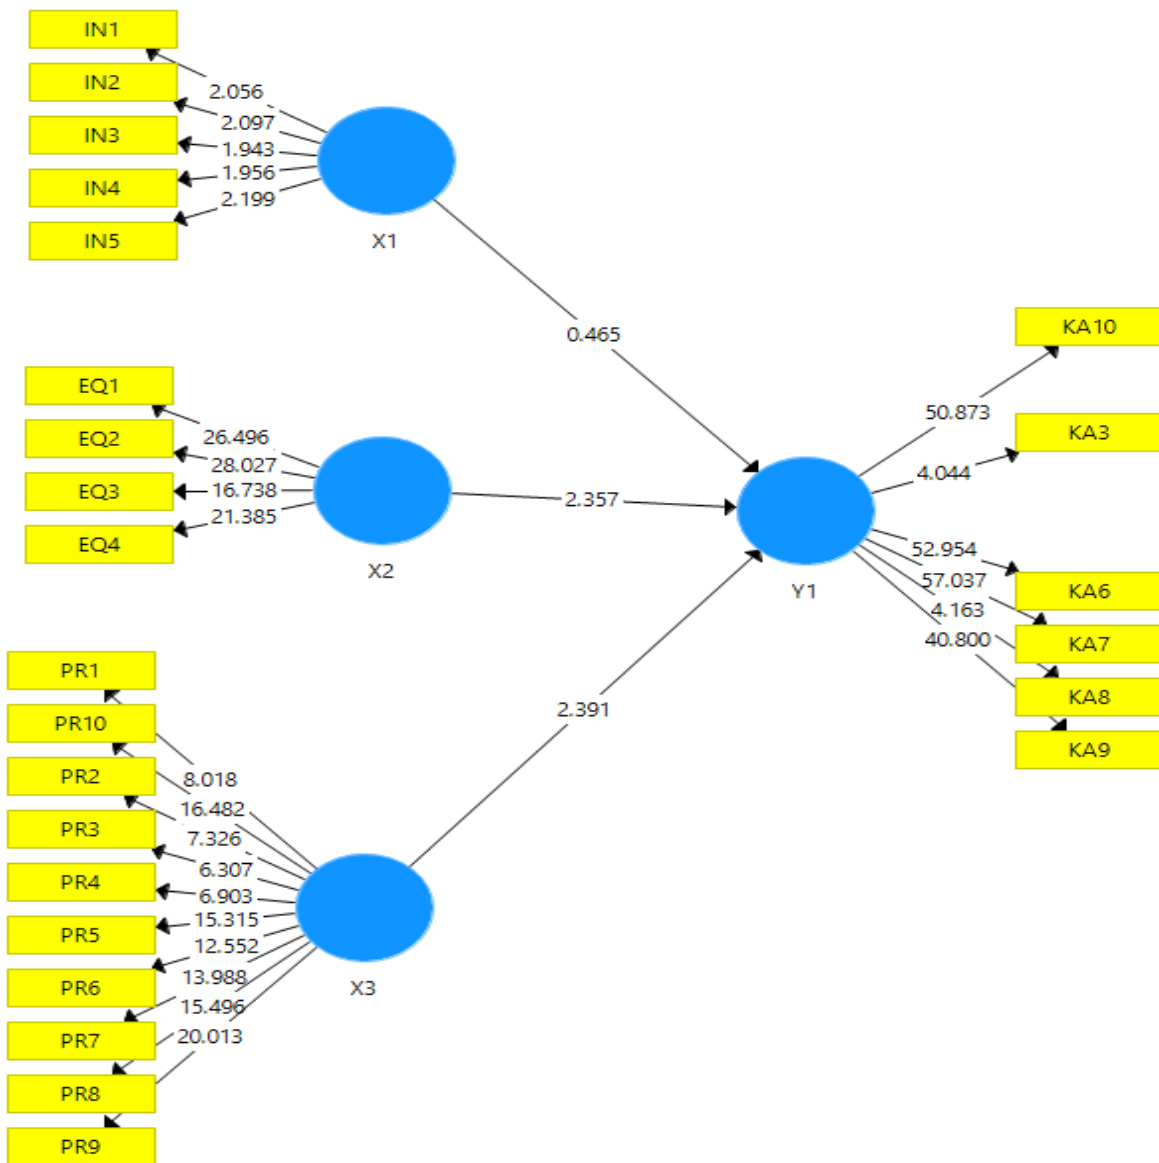 IN1
IN2
IN3
IN4
IN5
2.056
2.097
1.943
1.956
2.199
X1
0.465
EQ1
EQ2
EQ3
EQ4
26.496
28.027
16.738
21.385
X2
2.357
PR1
PR10
PR2
PR3
PR4
PR5
PR6
PR7
PR8
PR9
8.018
16.482
7.326
6.307
6.903
15.315
12.552
13.988
15.496
20.013
X3
2.391
Y1
50.873
4.044
52.954
57.037
4.163
40.800
KA10
KA3
KA6
KA7
KA8
KA9